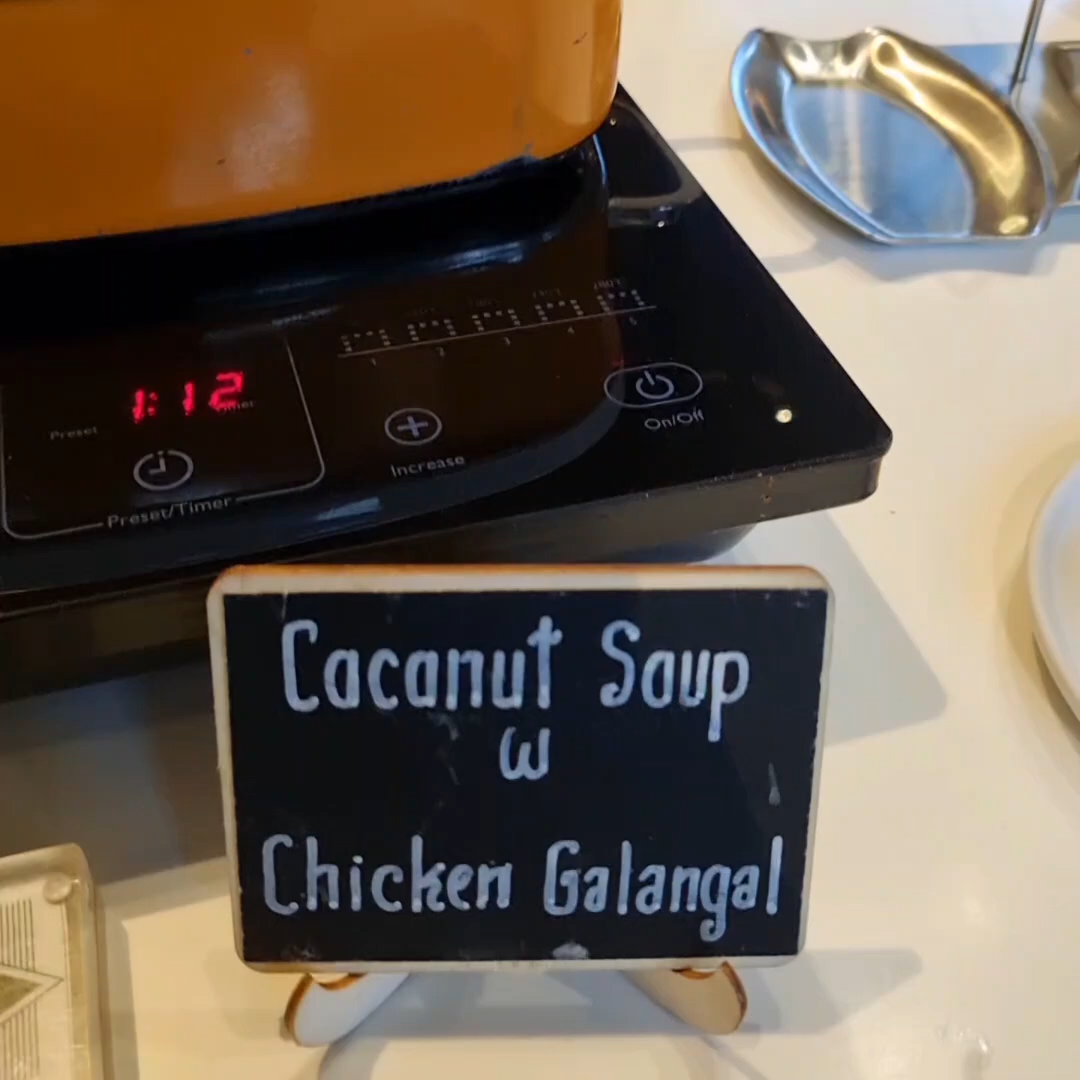 1:12
Preset
Timer
1 2 3 4 5
Increase
On/Off
Preset/Timer
Cacanut Saup
w
Chicken Galangal